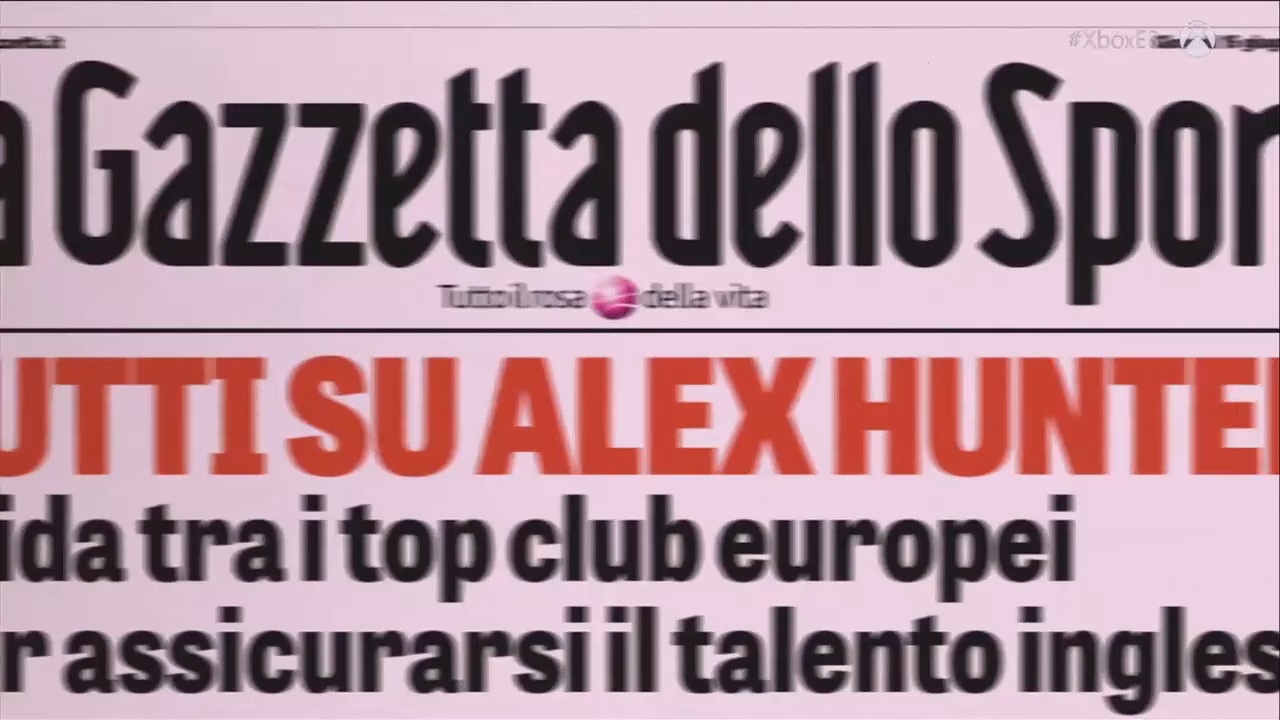 #XboxE3
a Gazzetta dello Spor
Tutto il rosa della vita
UTTI SU ALEX HUNTE
ida tra i top club europei
r assicurarsi il talento ingles